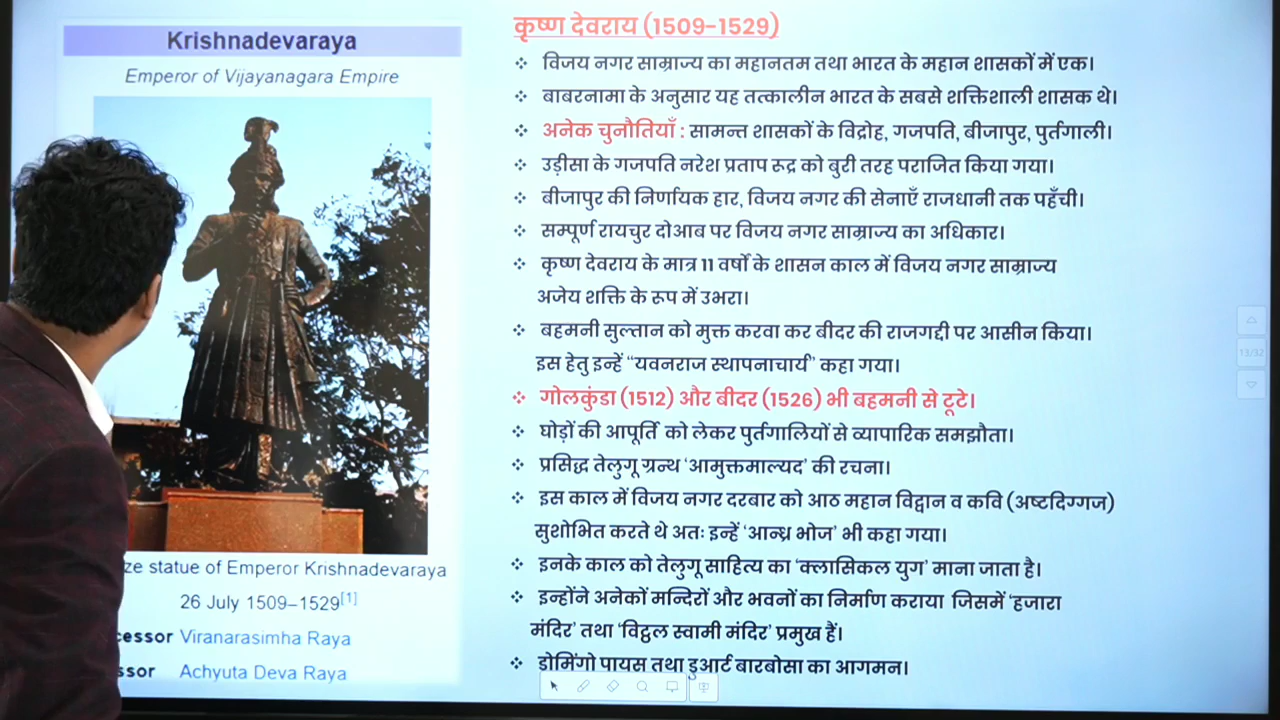 Krishnadevaraya
Emperor of Vijayanagara Empire
ze statue of Emperor Krishnadevaraya
26 July 1509–1529[1]
cessor Viranarasimha Raya
ssor Achyuta Deva Raya
कृष्ण देवराय (1509-1529)
❖ विजय नगर साम्राज्य का महानतम तथा भारत के महान शासकों में एक।
❖ बाबरनामा के अनुसार यह तत्कालीन भारत के सबसे शक्तिशाली शासक थे।
❖ अनेक चुनौतियाँ : सामन्त शासकों के विद्रोह, गजपति, बीजापुर, पुर्तगाली।
❖ उड़ीसा के गजपति नरेश प्रताप रूद्र को बुरी तरह पराजित किया गया।
❖ बीजापुर की निर्णायक हार, विजय नगर की सेनाएँ राजधानी तक पहुँची।
❖ सम्पूर्ण रायचुर दोआब पर विजय नगर साम्राज्य का अधिकार।
❖ कृष्ण देवराय के मात्र 11 वर्षों के शासन काल में विजय नगर साम्राज्य
अजेय शक्ति के रूप में उभरा।
❖ बहमनी सुल्तान को मुक्त करवा कर बीदर की राजगद्दी पर आसीन किया।
इस हेतु इन्हें “यवनराज स्थापनाचार्य” कहा गया।
❖ गोलकुंडा (1512) और बीदर (1526) भी बहमनी से टूटे।
❖ घोड़ों की आपूर्ति को लेकर पुर्तगालियों से व्यापारिक समझौता।
❖ प्रसिद्ध तेलुगू ग्रन्थ ‘आमुक्तमाल्यद’ की रचना।
❖ इस काल में विजय नगर दरबार को आठ महान विद्वान व कवि (अष्टदिग्गज)
सुशोभित करते थे अतः इन्हें ‘आन्ध्र भोज’ भी कहा गया।
❖ इनके काल को तेलुगू साहित्य का ‘क्लासिकल युग’ माना जाता है।
❖ इन्होंने अनेकों मन्दिरों और भवनों का निर्माण कराया जिसमें ‘हजारा
मंदिर’ तथा ‘विट्ठल स्वामी मंदिर’ प्रमुख हैं।
❖ डोमिंगो पायस तथा डुआर्ट बारबोसा का आगमन।
13/32